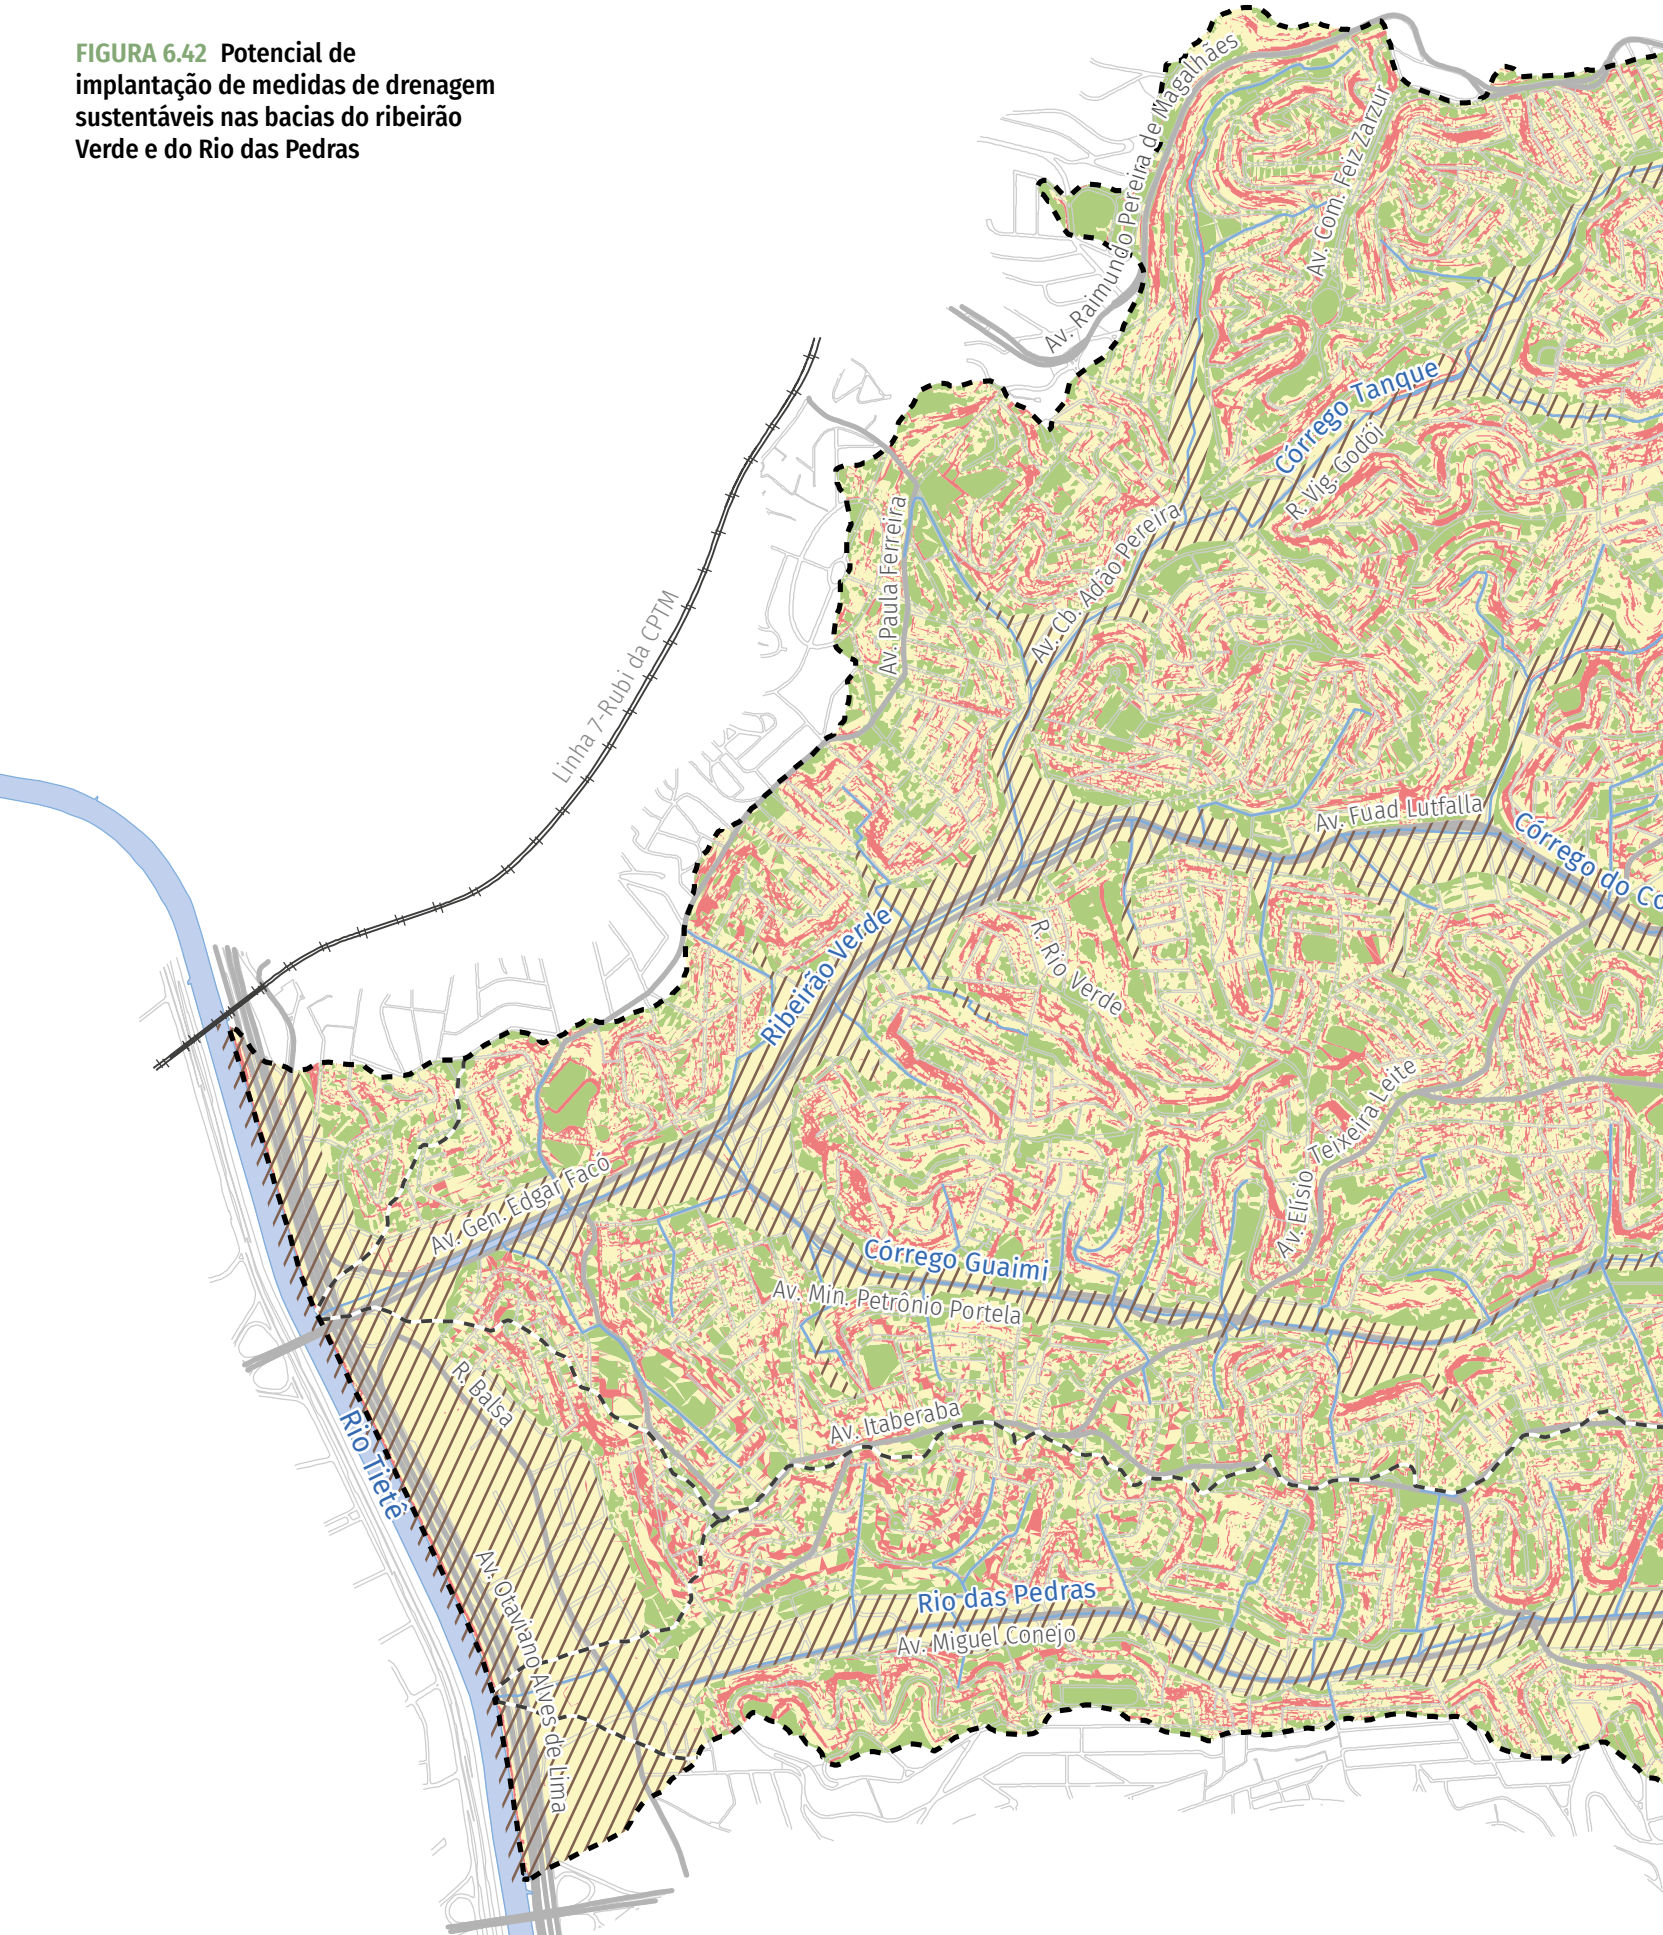 FIGURA 6.42 Potencial de
implantação de medidas de drenagem
sustentáveis nas bacias do ribeirão
Verde e do Rio das Pedras
Av. Raimundo Pereira de Magalhães
Av. Com. Feiz Zarzur
Córrego Tanque
R. Vig. Godói
Av. Paula Ferreira
Av. Cb. Adão Pereira
Linha 7-Rubi da CPTM
Av. Fuad Lutfalla
Córrego do Co
Ribeirão Verde
R. Rio Verde
Av. Elísio Teixeira Leite
Av. Gen. Edgar Facó
Córrego Guaimi
Av. Min. Petrônio Portela
R. Balsa
Av. Itaberaba
Rio Tietê
Av. Otaviano Alves de Lima
Rio das Pedras
Av. Miguel Conejo